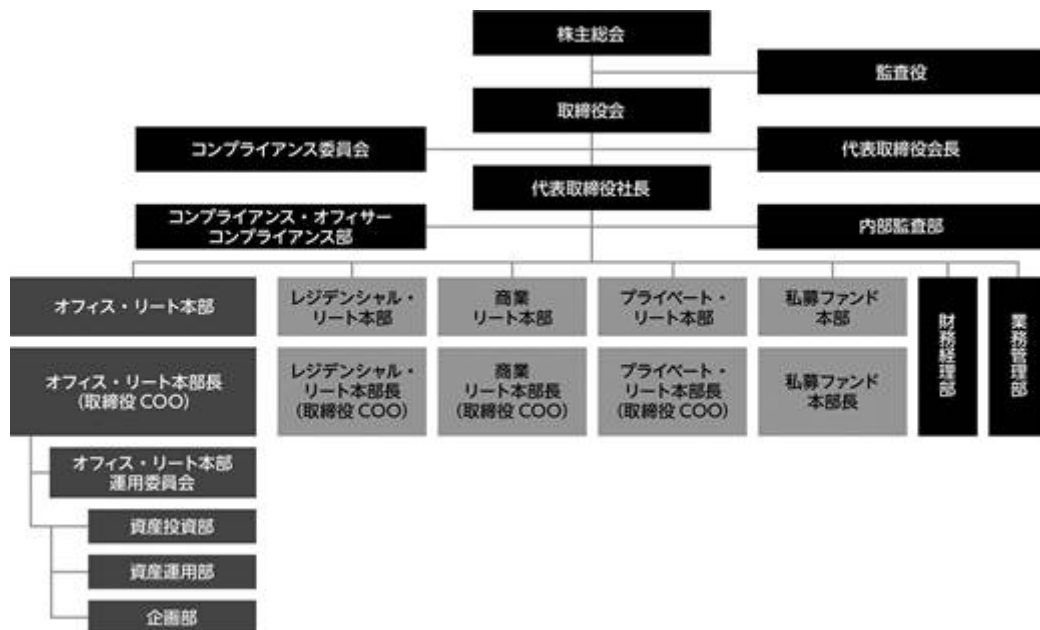 株主総会
監査役
取締役会
コンプライアンス委員会
代表取締役会長
代表取締役社長
コンプライアンス・オフィサー
コンプライアンス部
内部監査部
オフィス・リート本部
レジデンシャル・
リート本部
商業
リート本部
プライベート・
リート本部
私募ファンド
本部
財務経理部
業務管理部
オフィス・リート本部長
(取締役 COO)
レジデンシャル・
リート本部長
(取締役 COO)
商業
リート本部長
(取締役 COO)
プライベート・
リート本部長
(取締役 COO)
私募ファンド
本部長
オフィス・リート本部
運用委員会
資産投資部
資産運用部
企画部